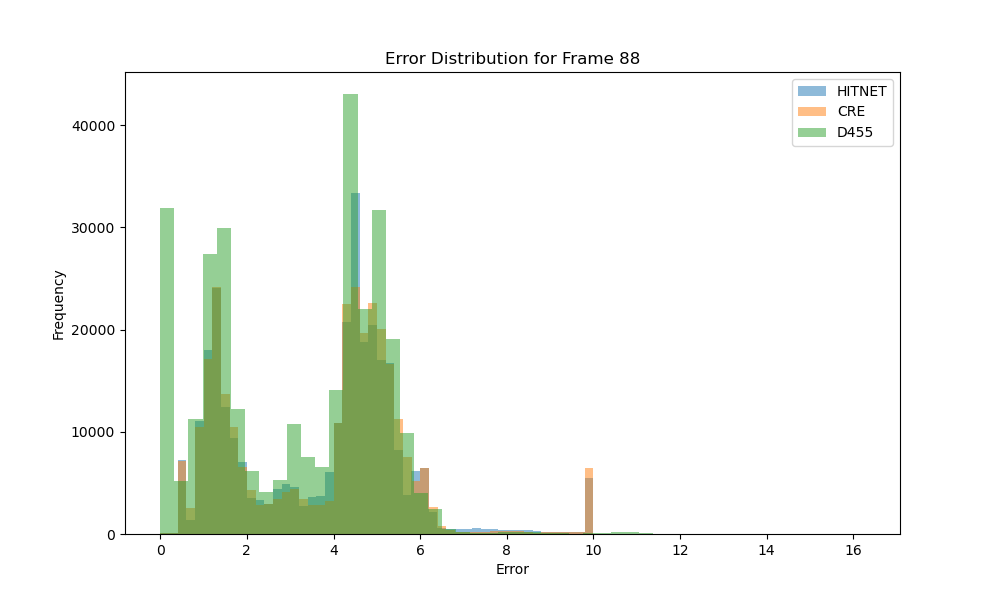 Error Distribution for Frame 88
HITNET
CRE
D455
Frequency
40000
30000
20000
10000
0
0 2 4 6 8 10 12 14 16
Error